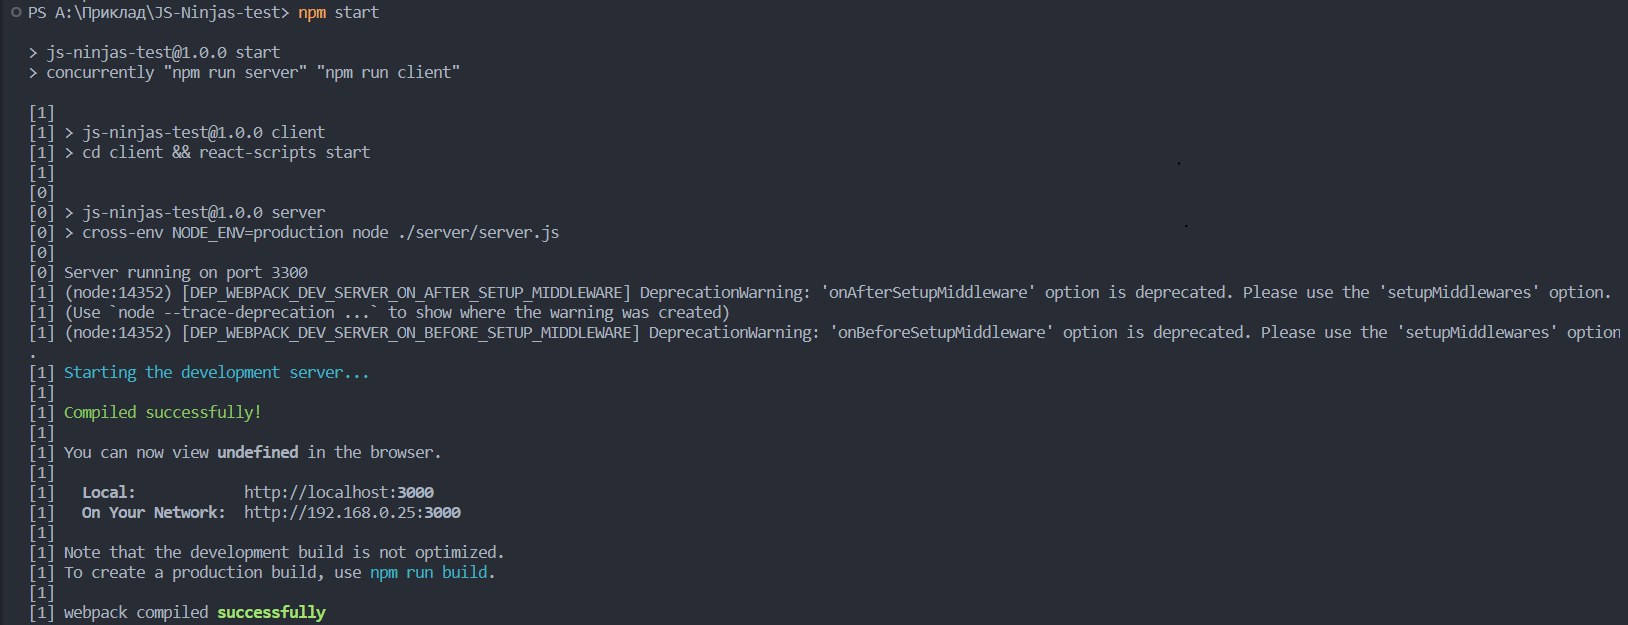 PS A:\Приклад\JS-Ninjas-test> npm start
> js-ninjas-test@1.0.0 start
> concurrently "npm run server" "npm run client"
[1]
[1] > js-ninjas-test@1.0.0 client
[1] > cd client && react-scripts start
[1]
[0]
[0] > js-ninjas-test@1.0.0 server
[0] > cross-env NODE_ENV=production node ./server/server.js
[0]
[0] Server running on port 3300
[1] (node:14352) [DEP_WEBPACK_DEV_SERVER_ON_AFTER_SETUP_MIDDLEWARE] DeprecationWarning: 'onAfterSetupMiddleware' option is deprecated. Please use the 'setupMiddlewares' option.
[1] (Use `node --trace-deprecation ...` to show where the warning was created)
[1] (node:14352) [DEP_WEBPACK_DEV_SERVER_ON_BEFORE_SETUP_MIDDLEWARE] DeprecationWarning: 'onBeforeSetupMiddleware' option is deprecated. Please use the 'setupMiddlewares' option
.
[1] Starting the development server...
[1]
[1] Compiled successfully!
[1]
[1] You can now view undefined in the browser.
[1]
[1]   Local:            http://localhost:3000
[1]   On Your Network:  http://192.168.0.25:3000
[1]
[1] Note that the development build is not optimized.
[1] To create a production build, use npm run build.
[1]
[1] webpack compiled successfully